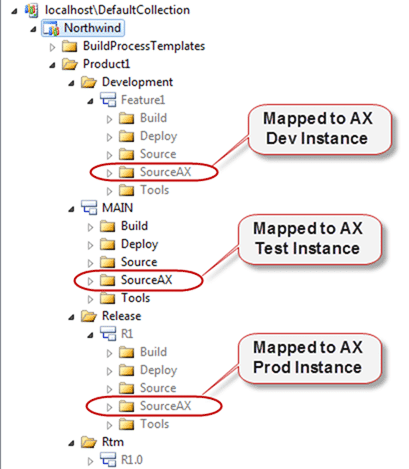 localhost\DefaultCollection
Northwind
BuildProcessTemplates
Product1
Development
Feature1
Build
Deploy
Source
SourceAX
Tools
Mapped to AX
Dev Instance
MAIN
Build
Deploy
Source
SourceAX
Tools
Mapped to AX
Test Instance
Release
R1
Build
Deploy
Source
SourceAX
Tools
Mapped to AX
Prod Instance
Rtm
R1.0